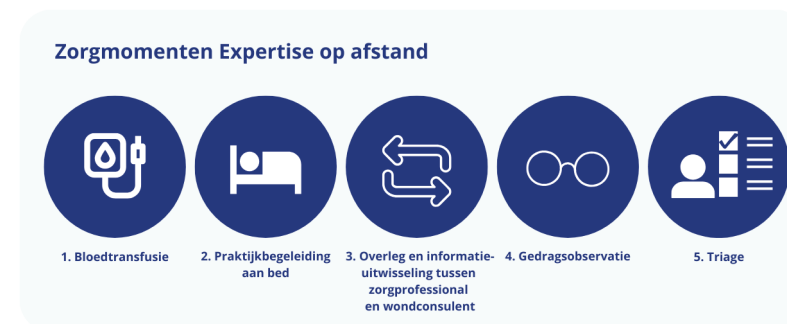 Zorgmomenten Expertise op afstand
1. Bloedtransfusie
2. Praktijkbegeleiding
aan bed
3. Overleg en informatie-
uitwisseling tussen
zorgprofessional
en wondconsulent
4. Gedragsobservatie
5. Triage